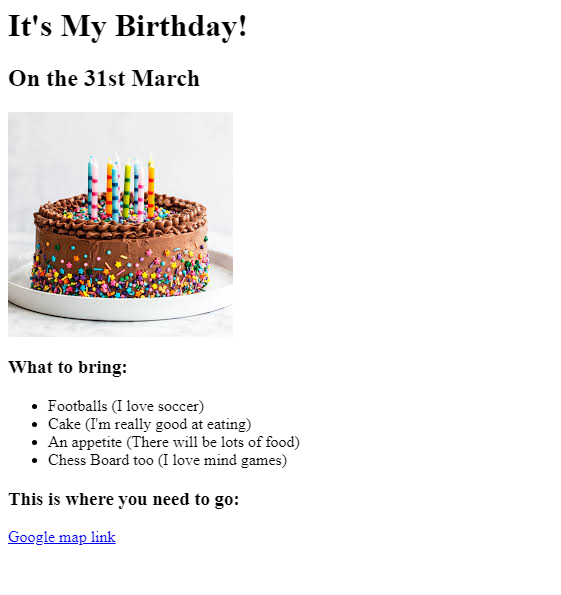 It's My Birthday!
On the 31st March
What to bring:
• Footballs (I love soccer)
• Cake (I'm really good at eating)
• An appetite (There will be lots of food)
• Chess Board too (I love mind games)
This is where you need to go:
Google map link